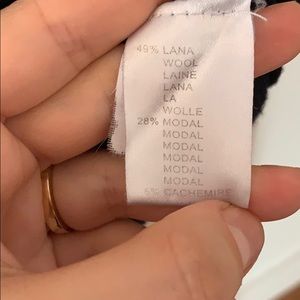 49% LANA
WOOL
LAINE
LANA
LA
WOLLE
28% MODAL
MODAL
MODAL
MODAL
MODAL
MODAL
5% CACHEMIRE